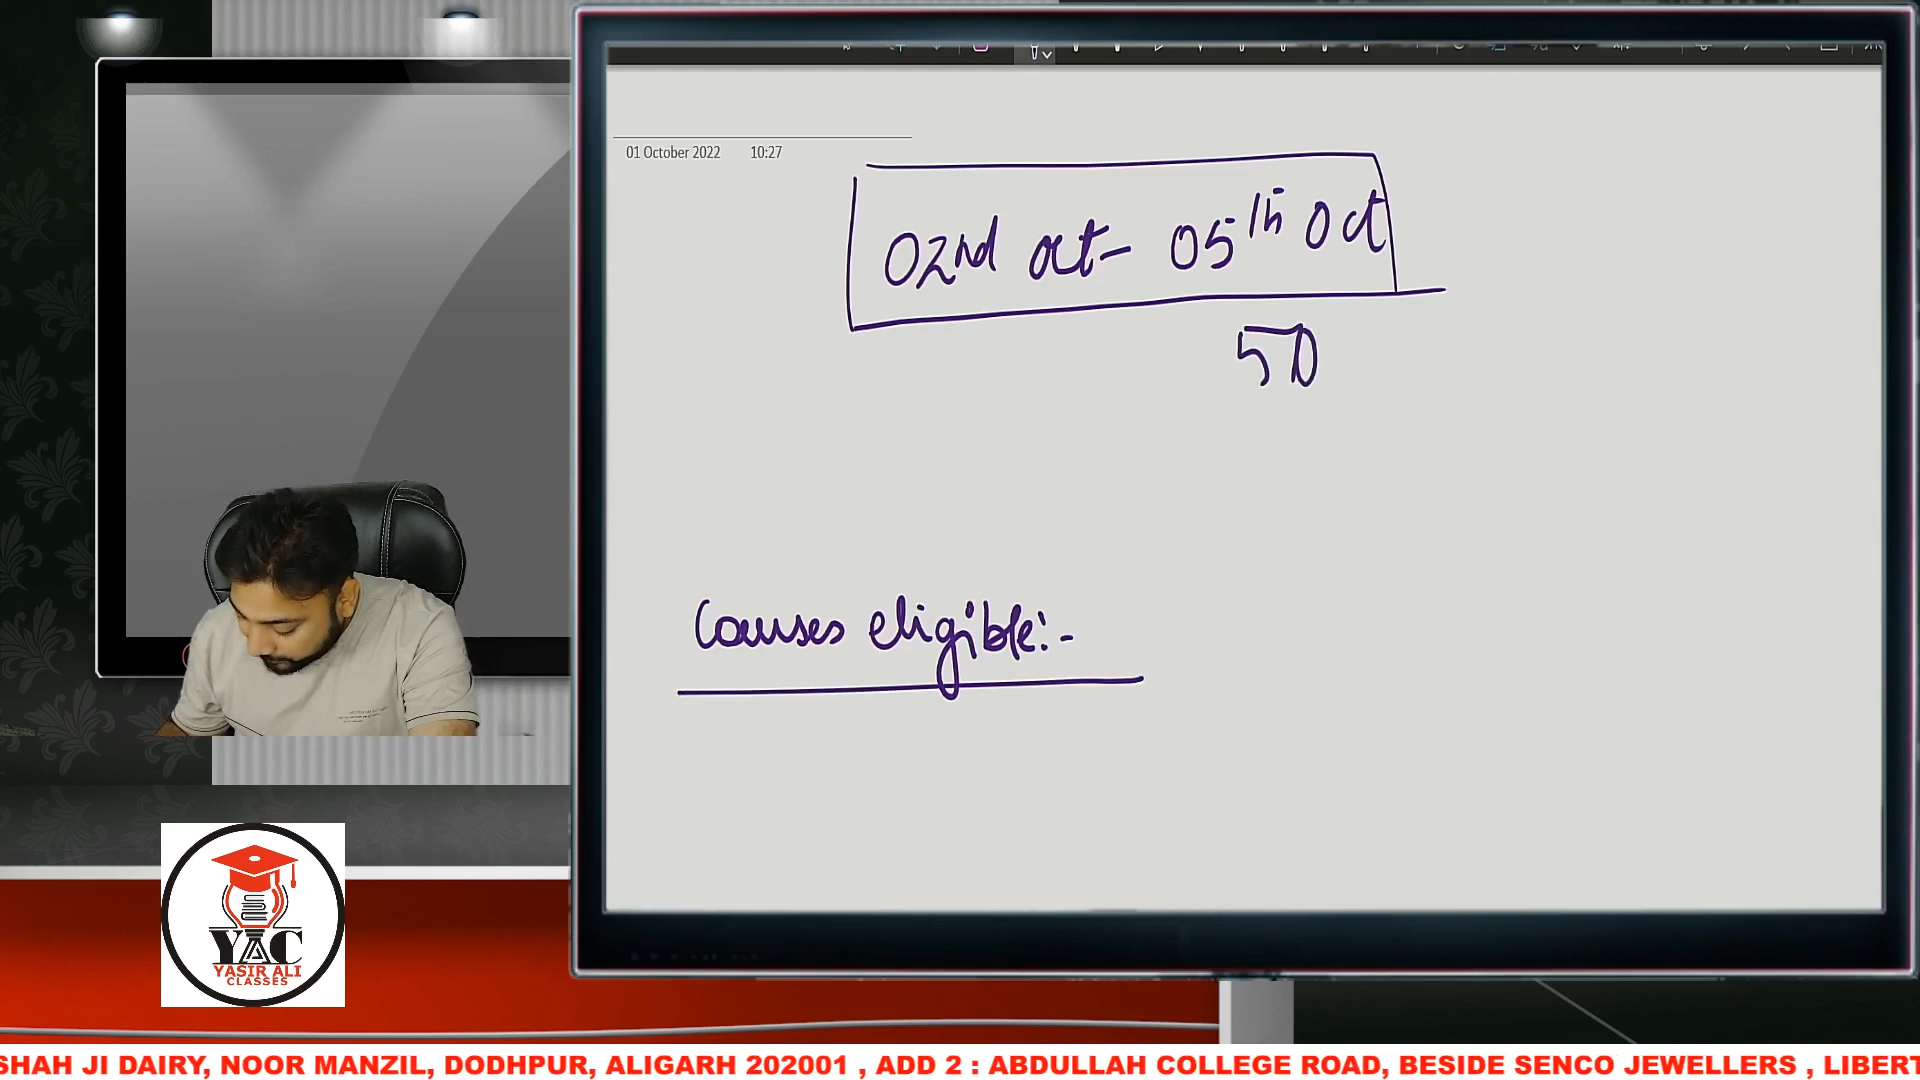 01 October 2022 10:27
02nd oct - 05th Oct
50
Courses eligible:-
YAC
YASIR ALI
CLASSES
SHAH JI DAIRY, NOOR MANZIL, DODHPUR, ALIGARH 202001 , ADD 2 : ABDULLAH COLLEGE ROAD, BESIDE SENCO JEWELLERS , LIBERT